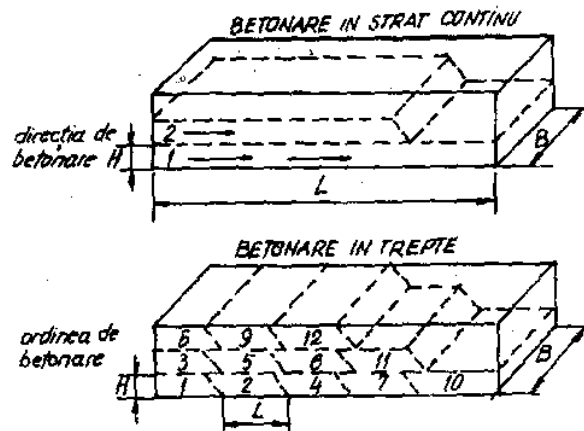 BETONARE IN STRAT CONTINU
direcția de
betonare H
2
1
B
L
BETONARE IN TREPTE
ordinea de
betonare
6 9 12
3 5 8 11
H 1 2 4 7 10
B
L